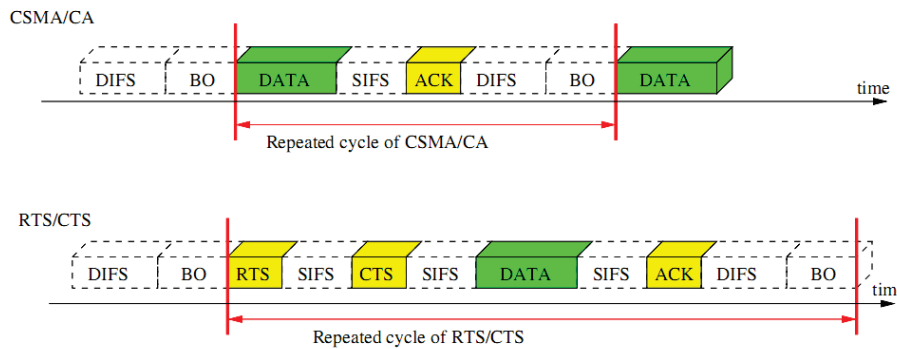 CSMA/CA
DIFS BO DATA SIFS ACK DIFS BO DATA
time
Repeated cycle of CSMA/CA
RTS/CTS
DIFS BO RTS SIFS CTS SIFS DATA SIFS ACK DIFS BO
tim
Repeated cycle of RTS/CTS